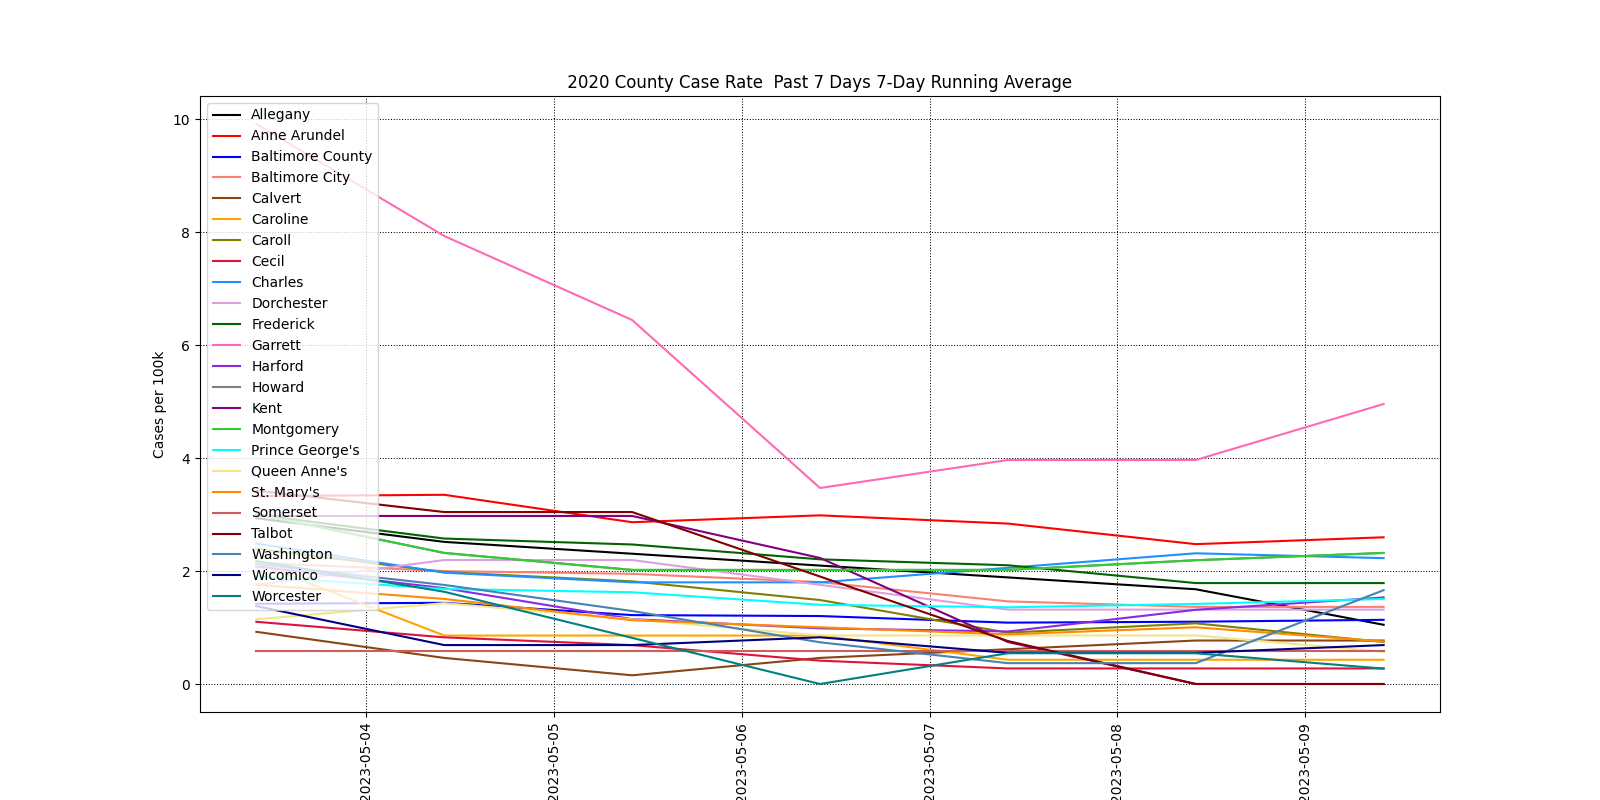 2020 County Case Rate  Past 7 Days 7-Day Running Average
Cases per 100k
10
8
6
4
2
0
Allegany
Anne Arundel
Baltimore County
Baltimore City
Calvert
Caroline
Caroll
Cecil
Charles
Dorchester
Frederick
Garrett
Harford
Howard
Kent
Montgomery
Prince George's
Queen Anne's
St. Mary's
Somerset
Talbot
Washington
Wicomico
Worcester
2023-05-04
2023-05-05
2023-05-06
2023-05-07
2023-05-08
2023-05-09